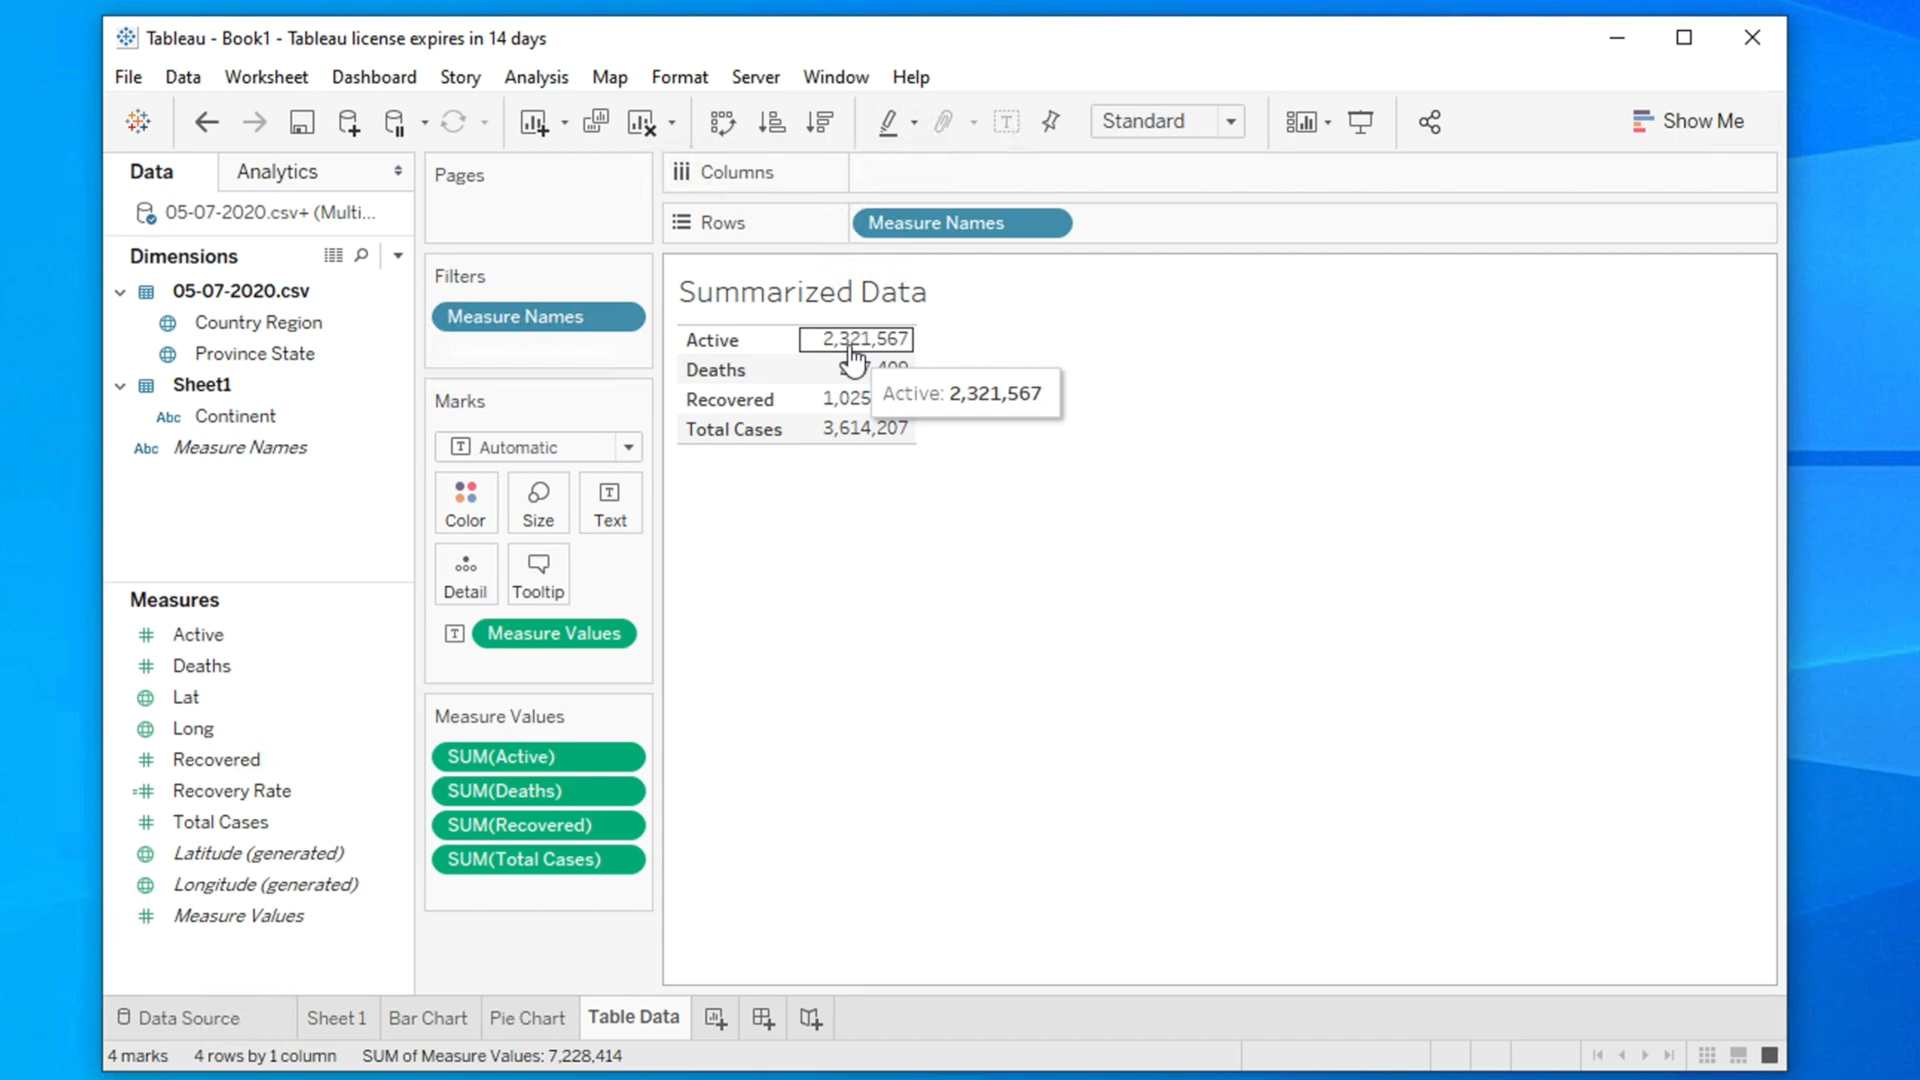 Tableau - Book1 - Tableau license expires in 14 days
File Data Worksheet Dashboard Story Analysis Map Format Server Window Help
Standard
Show Me
Data
Analytics
05-07-2020.csv+ (Multi...
Dimensions
05-07-2020.csv
Country Region
Province State
Sheet1
Abc Continent
Abc Measure Names
Measures
Active
Deaths
Lat
Long
Recovered
Recovery Rate
Total Cases
Latitude (generated)
Longitude (generated)
Measure Values
Pages
Filters
Measure Names
Marks
Automatic
Color Size Text
Detail Tooltip
Measure Values
Measure Values
SUM(Active)
SUM(Deaths)
SUM(Recovered)
SUM(Total Cases)
Columns
Rows Measure Names
Summarized Data
Active 2,321,567
Deaths
Recovered 1,025
Total Cases 3,614,207
Active: 2,321,567
Data Source Sheet 1 Bar Chart Pie Chart Table Data
4 marks 4 rows by 1 column SUM of Measure Values: 7,228,414